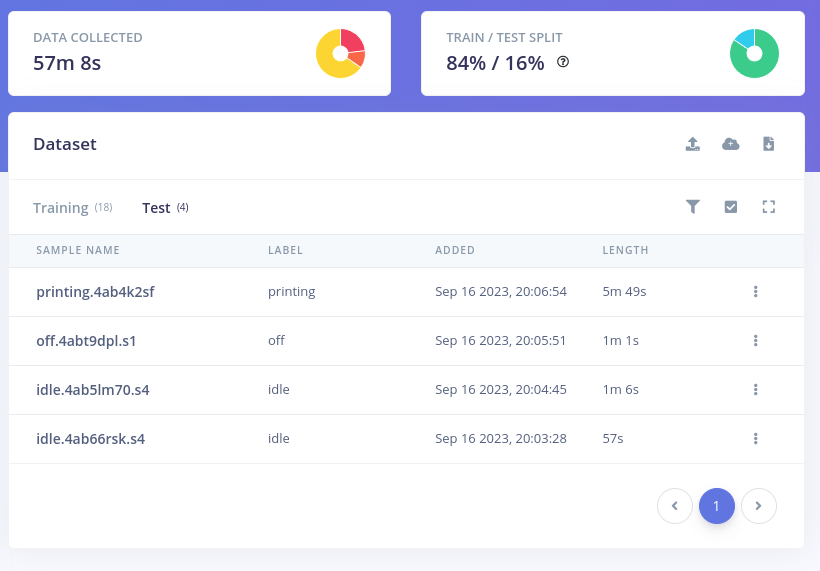 DATA COLLECTED
57m 8s
TRAIN / TEST SPLIT
84% / 16% ?
Dataset
Training (18) Test (4)
SAMPLE NAME LABEL ADDED LENGTH
printing.4ab4k2sf printing Sep 16 2023, 20:06:54 5m 49s
off.4abt9dpl.s1 off Sep 16 2023, 20:05:51 1m 1s
idle.4ab5lm70.s4 idle Sep 16 2023, 20:04:45 1m 6s
idle.4ab66rsk.s4 idle Sep 16 2023, 20:03:28 57s
1